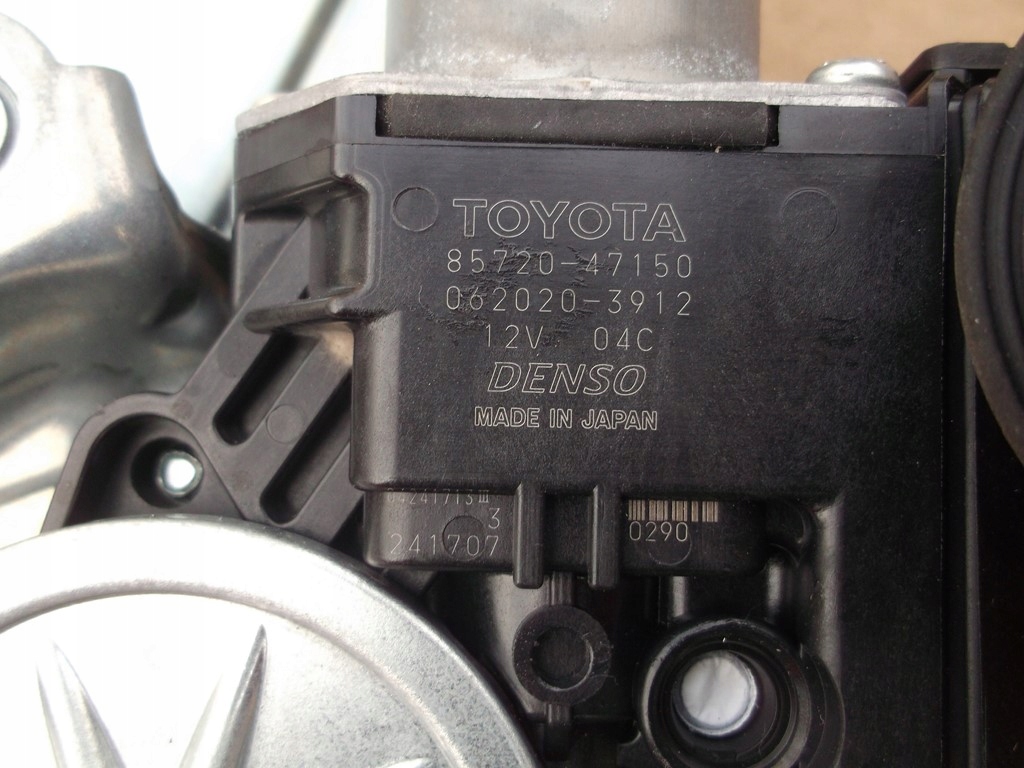 TOYOTA
85720-47150
062020-3912
12V 04C
DENSO
MADE IN JAPAN
3
241707
0290